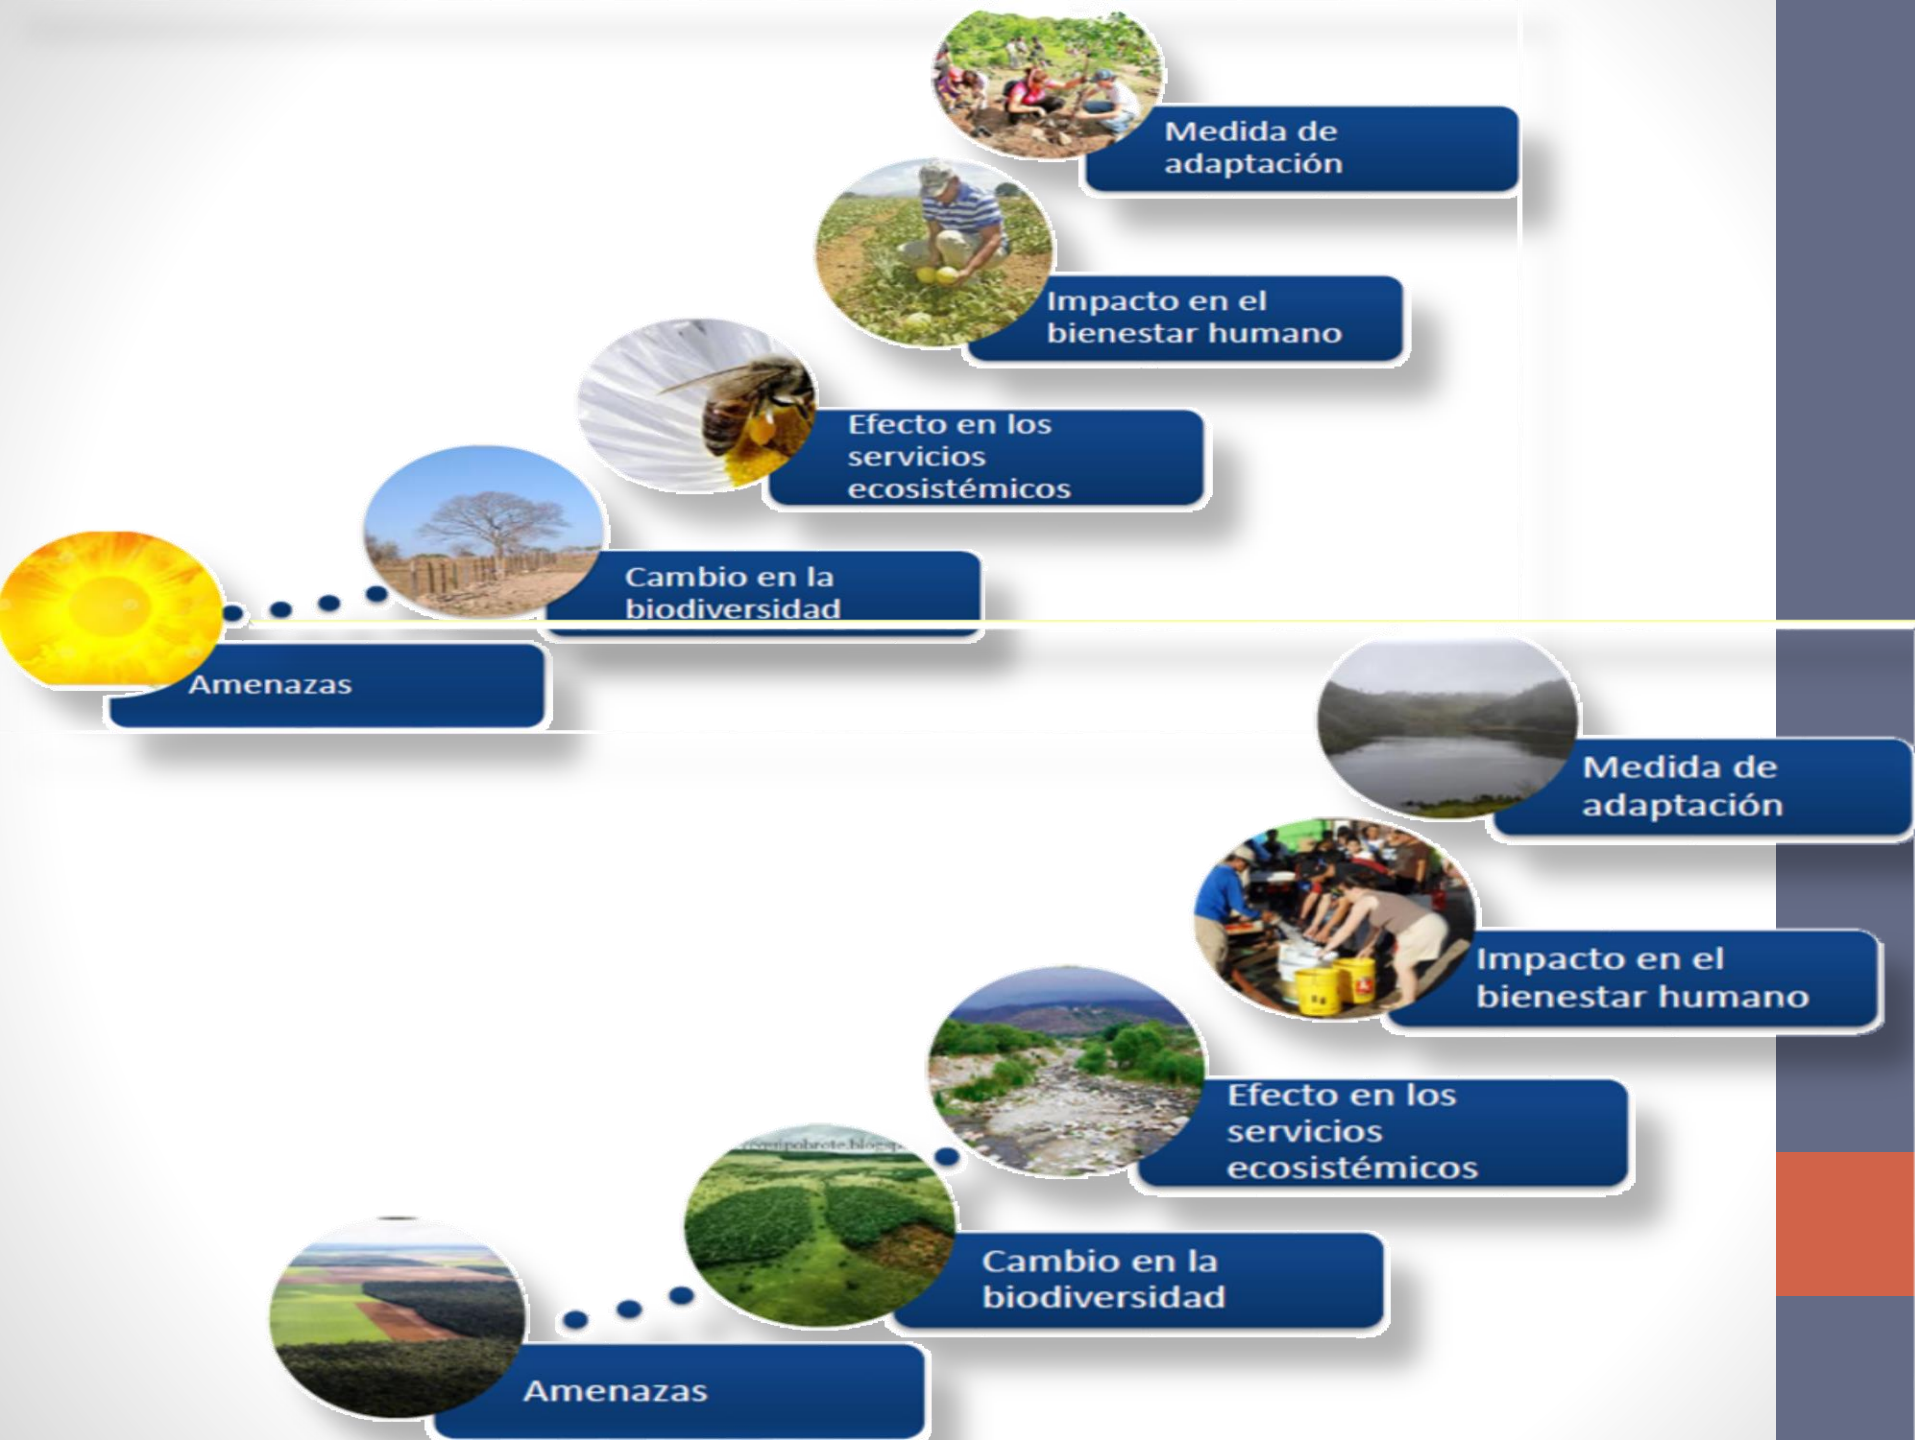 Medida de
adaptación
Impacto en el
bienestar humano
Efecto en los
servicios
ecosistémicos
Cambio en la
biodiversidad
Amenazas
Medida de
adaptación
Impacto en el
bienestar humano
Efecto en los
servicios
ecosistémicos
Cambio en la
biodiversidad
Amenazas